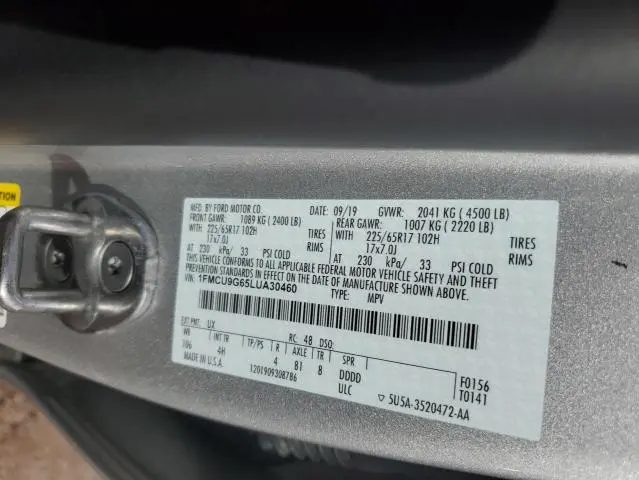 MFD. BY FORD MOTOR CO. DATE: 09/19 GVWR: 2041 KG ( 4500 LB)
FRONT GAWR: 1089 KG ( 2400 LB) REAR GAWR: 1007 KG ( 2220 LB)
WITH 225/65R17 102H TIRES WITH 225/65R17 102H TIRES
17x7.0J RIMS 17x7.0J RIMS
AT 230 kPa/ 33 PSI COLD AT 230 kPa/ 33 PSI COLD
THIS VEHICLE CONFORMS TO ALL APPLICABLE FEDERAL MOTOR VEHICLE SAFETY AND THEFT
PREVENTION STANDARDS IN EFFECT ON THE DATE OF MANUFACTURE SHOWN ABOVE.
VIN: 1FMCU9G65LUA30460
TYPE: MPV
EXT PNT: UX RC: 48 DSO:
WB INT TR TP/PS R AXLE TR SPR
106 4H 4 B1 8 DDDD
MADE IN U.S.A. ULC
1201909308786
F0156
T0141
▽ 5U5A-3520472-AA